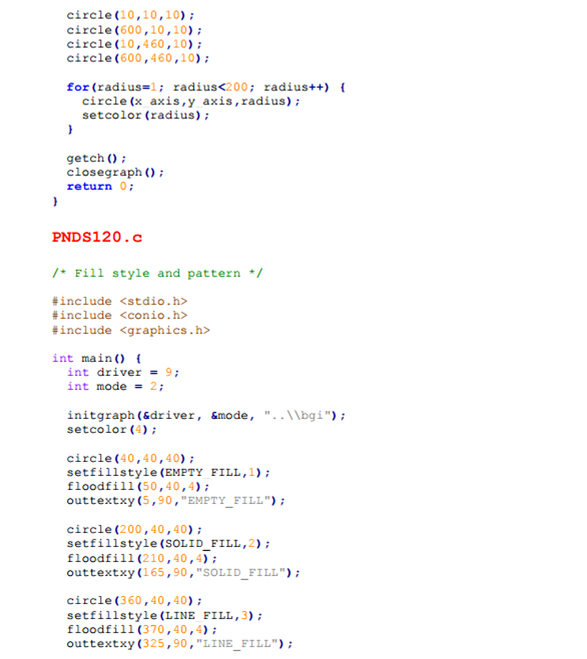 circle(10,10,10);
circle(600,10,10);
circle(10,460,10);
circle(600,460,10);
for(radius=1; radius<200; radius++) {
circle(x_axis,y_axis,radius);
setcolor(radius);
}
getch();
closegraph();
return 0;
}
PNDS120.c
/* Fill style and pattern */
#include <stdio.h>
#include <conio.h>
#include <graphics.h>
int main() {
int driver = 9;
int mode = 2;
initgraph(&driver, &mode, "..\\bgi");
setcolor(4);
circle(40,40,40);
setfillstyle(EMPTY_FILL,1);
floodfill(50,40,4);
outtextxy(5,90,"EMPTY_FILL");
circle(200,40,40);
setfillstyle(SOLID_FILL,2);
floodfill(210,40,4);
outtextxy(165,90,"SOLID_FILL");
circle(360,40,40);
setfillstyle(LINE_FILL,3);
floodfill(370,40,4);
outtextxy(325,90,"LINE_FILL");